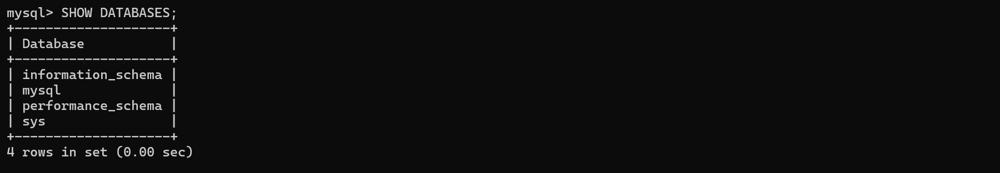 mysql> SHOW DATABASES;
+--------------------+
| Database           |
+--------------------+
| information_schema |
| mysql              |
| performance_schema |
| sys                |
+--------------------+
4 rows in set (0.00 sec)